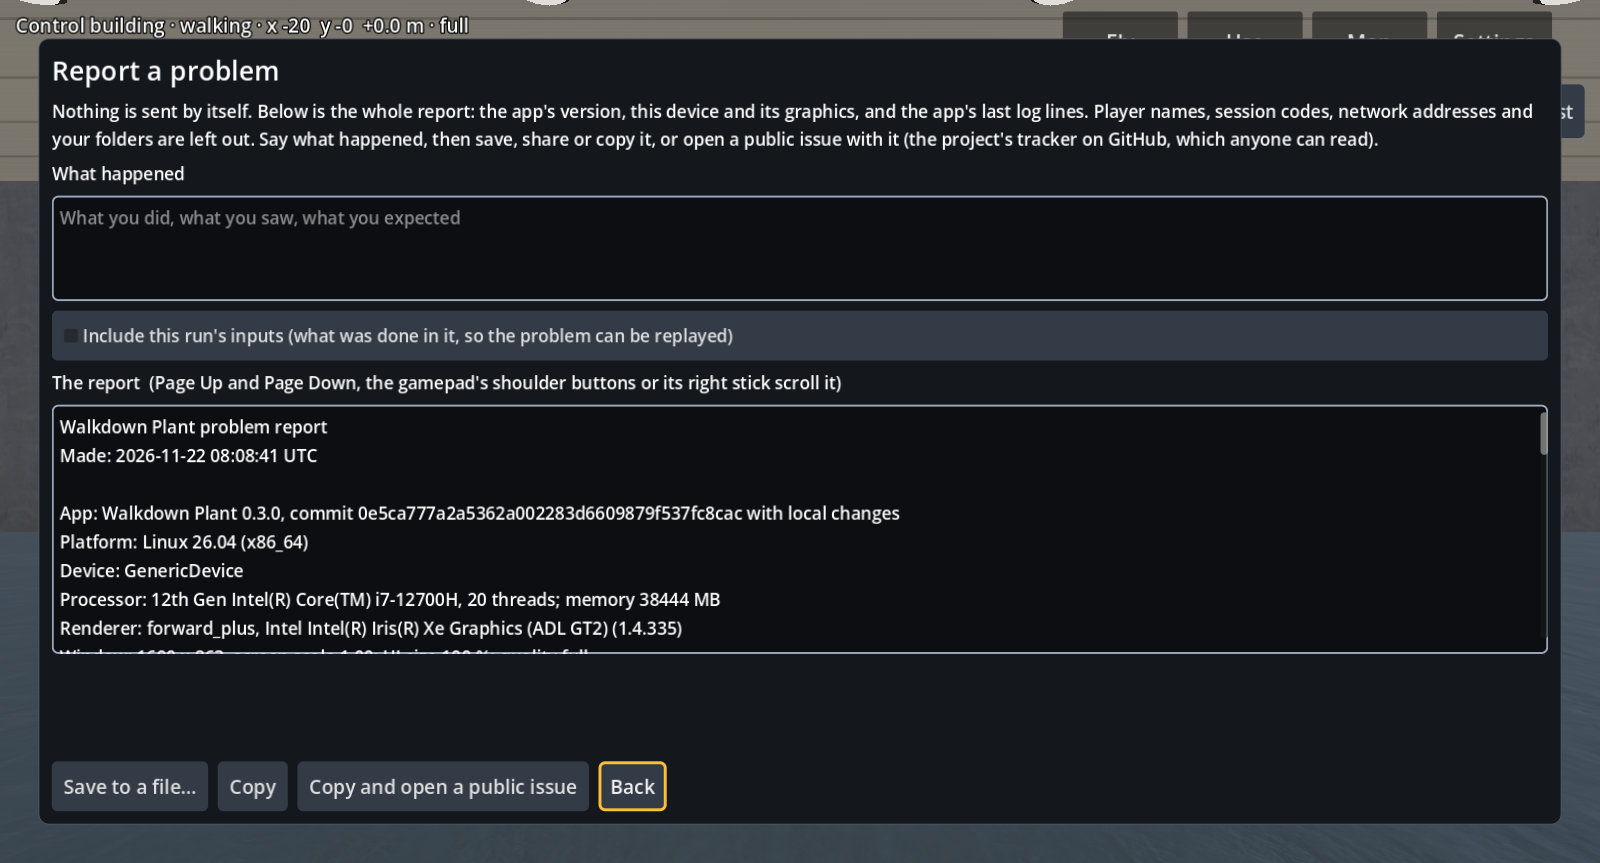 Control building · walking · x -20 y -0 +0.0 m · full
Report a problem
Nothing is sent by itself. Below is the whole report: the app's version, this device and its graphics, and the app's last log lines. Player names, session codes, network addresses and
your folders are left out. Say what happened, then save, share or copy it, or open a public issue with it (the project's tracker on GitHub, which anyone can read).
st
What happened
What you did, what you saw, what you expected
Include this run's inputs (what was done in it, so the problem can be replayed)
The report (Page Up and Page Down, the gamepad's shoulder buttons or its right stick scroll it)
Walkdown Plant problem report
Made: 2026-11-22 08:08:41 UTC
App: Walkdown Plant 0.3.0, commit 0e5ca777a2a5362a002283d6609879f537fc8cac with local changes
Platform: Linux 26.04 (x86_64)
Device: GenericDevice
Processor: 12th Gen Intel(R) Core(TM) i7-12700H, 20 threads; memory 38444 MB
Renderer: forward_plus, Intel Intel(R) Iris(R) Xe Graphics (ADL GT2) (1.4.335)
Save to a file...
Copy
Copy and open a public issue
Back